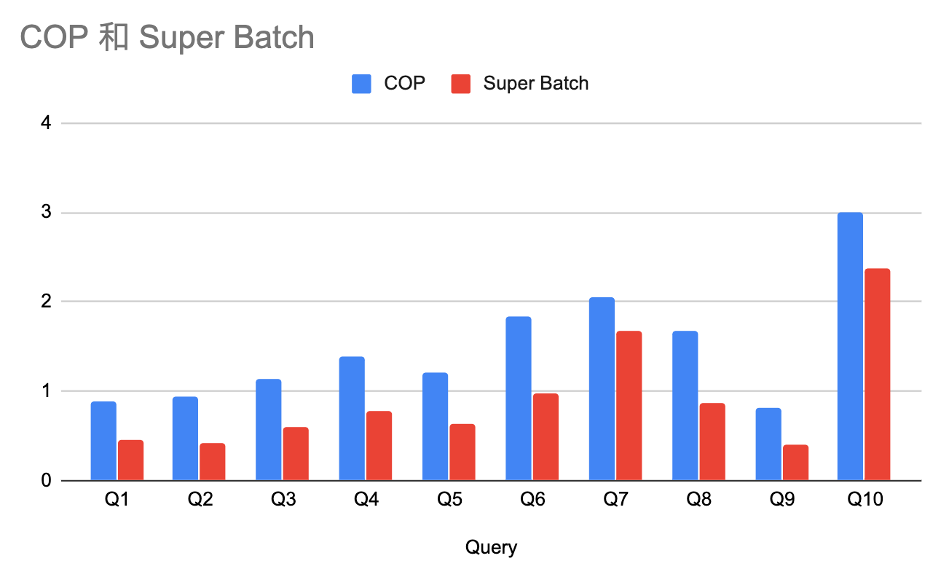 COP 和 Super Batch
COP Super Batch
4
3
2
1
0
Q1 Q2 Q3 Q4 Q5 Q6 Q7 Q8 Q9 Q10
Query